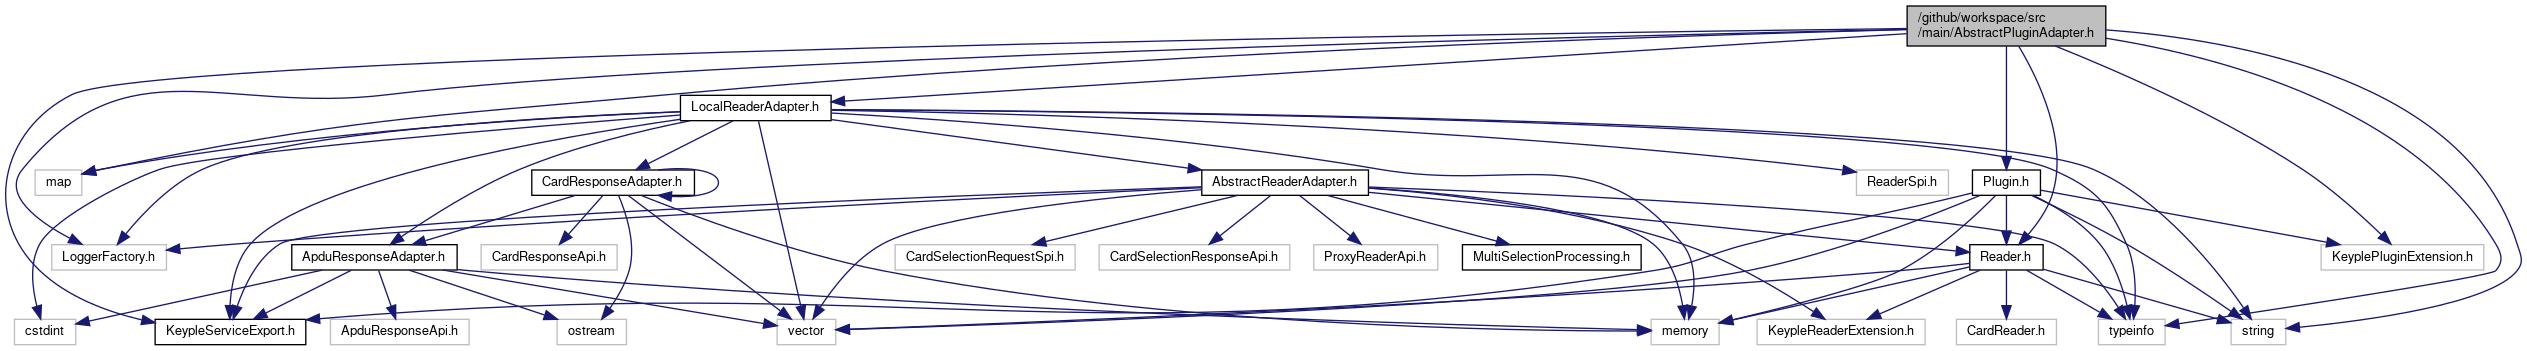 /github/workspace/src
/main/AbstractPluginAdapter.h
LocalReaderAdapter.h
map
CardResponseAdapter.h
AbstractReaderAdapter.h
ReaderSpi.h
Plugin.h
LoggerFactory.h
ApduResponseAdapter.h
CardResponseApi.h
CardSelectionRequestSpi.h
CardSelectionResponseApi.h
ProxyReaderApi.h
MultiSelectionProcessing.h
Reader.h
KeyplePluginExtension.h
cstdint
KeypleServiceExport.h
ApduResponseApi.h
ostream
vector
memory
KeypleReaderExtension.h
CardReader.h
typeinfo
string